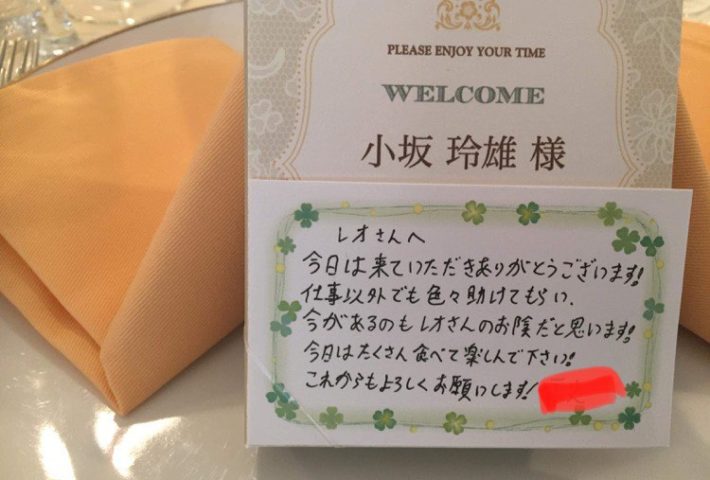 PLEASE ENJOY YOUR TIME
WELCOME
小坂 玲雄 様
レオさんへ
今日は来ていただきありがとうございます!
仕事以外でも色々助けてもらい、
今があるのもレオさんのお陰だと思います!
今日はたくさん食べて楽しんで下さい!
これからもよろしくお願いします!